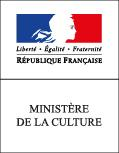 Liberté • Égalité • Fraternité
RÉPUBLIQUE FRANÇAISE
MINISTÈRE
DE LA CULTURE